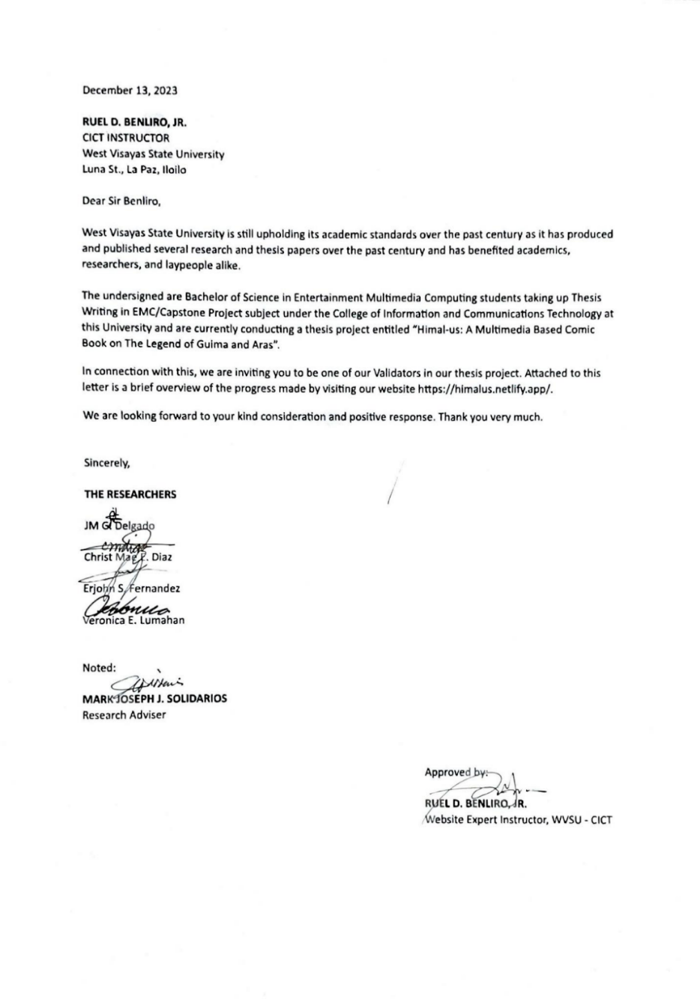 December 13, 2023
RUEL D. BENLIRO, JR.
CICT INSTRUCTOR
West Visayas State University
Luna St., La Paz, Iloilo
Dear Sir Benliro,
West Visayas State University is still upholding its academic standards over the past century as it has produced
and published several research and thesis papers over the past century and has benefited academics,
researchers, and laypeople alike.
The undersigned are Bachelor of Science in Entertainment Multimedia Computing students taking up Thesis
Writing in EMC/Capstone Project subject under the College of Information and Communications Technology at
this University and are currently conducting a thesis project entitled “Himal-us: A Multimedia Based Comic
Book on The Legend of Guima and Aras”.
In connection with this, we are inviting you to be one of our Validators in our thesis project. Attached to this
letter is a brief overview of the progress made by visiting our website https://himalus.netlify.app/.
We are looking forward to your kind consideration and positive response. Thank you very much.
Sincerely,
THE RESEARCHERS
JM G. Delgado
Christ Mae P. Diaz
Erjohn S. Fernandez
Veronica E. Lumahan
Noted:
MARK JOSEPH J. SOLIDARIOS
Research Adviser
Approved by:
RUEL D. BENLIRO, JR.
Website Expert Instructor, WVSU - CICT